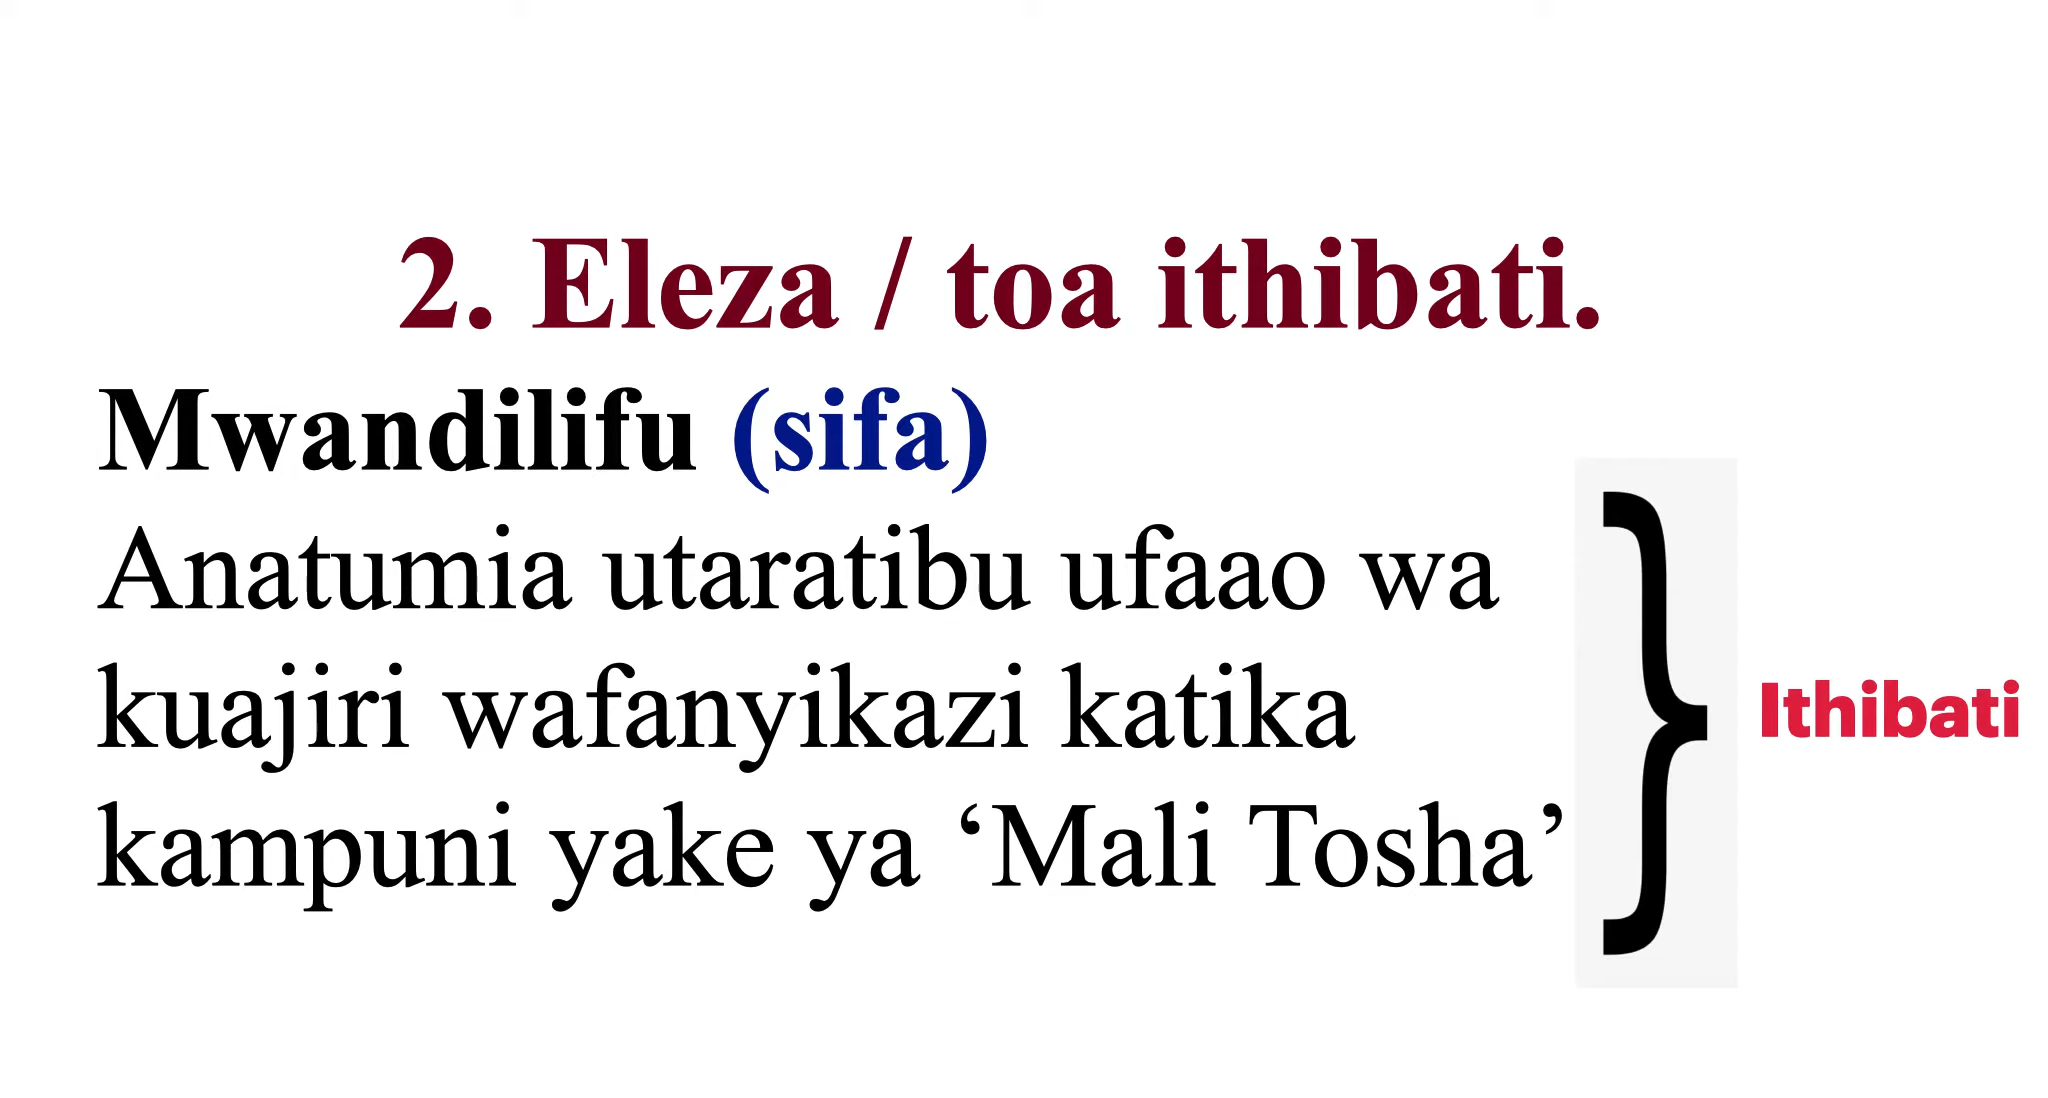 2. Eleza / toa ithibati.
Mwandilifu (sifa)
Anatumia utaratibu ufaao wa
kuajiri wafanyikazi katika
kampuni yake ya ‘Mali Tosha’
Ithibati